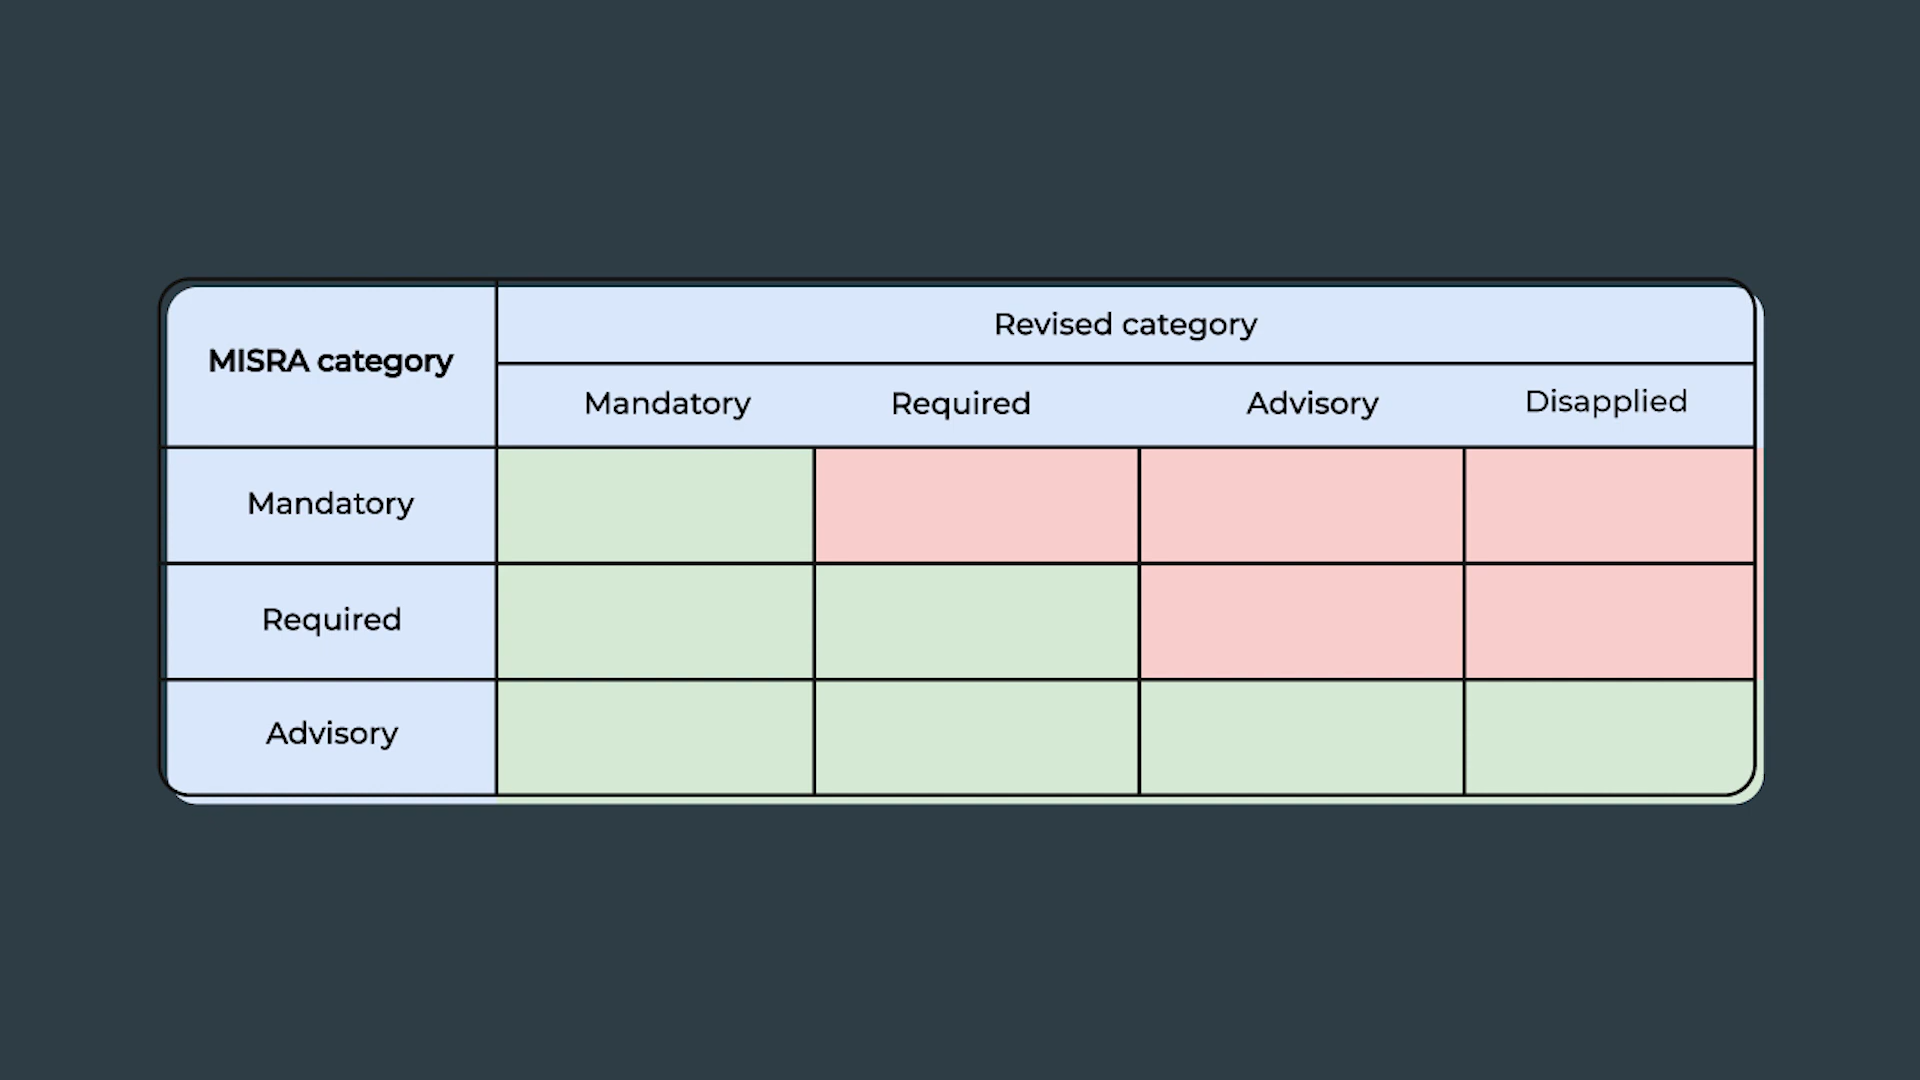 MISRA category
Revised category
Mandatory Required Advisory Disapplied
Mandatory
Required
Advisory